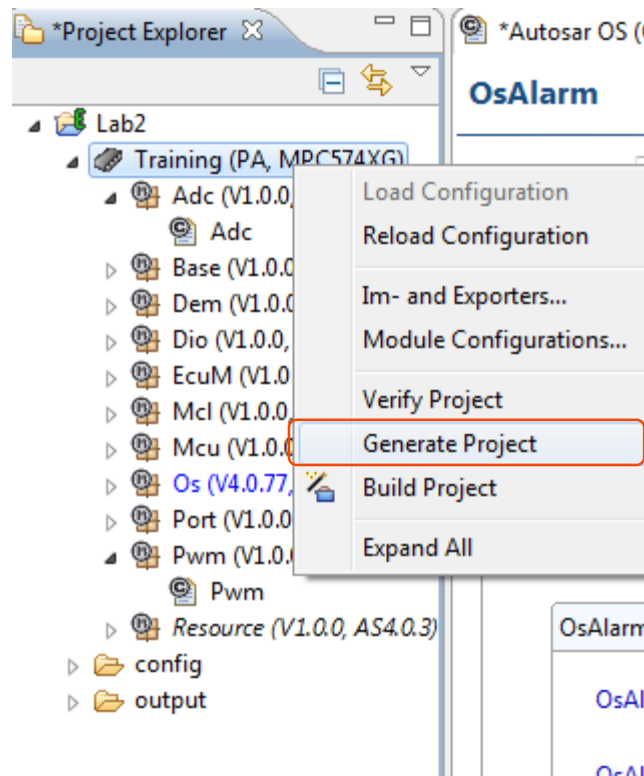 *Project Explorer
*Autosar OS (
OsAlarm
Lab2
Training (PA, MPC574XG)
Adc (V1.0.0,
Adc
Base (V1.0.0
Dem (V1.0.0
Dio (V1.0.0,
EcuM (V1.0
Mcl (V1.0.0,
Mcu (V1.0.0
Os (V4.0.77,
Port (V1.0.0
Pwm (V1.0.0
Pwm
Resource (V1.0.0, AS4.0.3)
config
output
Load Configuration
Reload Configuration
Im- and Exporters...
Module Configurations...
Verify Project
Generate Project
Build Project
Expand All
OsAlarm
OsAl
OsAl